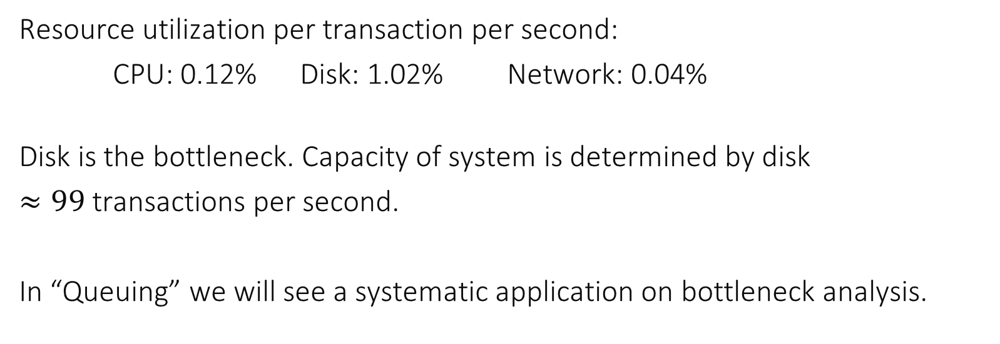 Resource utilization per transaction per second:
CPU: 0.12% Disk: 1.02% Network: 0.04%
Disk is the bottleneck. Capacity of system is determined by disk
≈ 99 transactions per second.
In “Queuing” we will see a systematic application on bottleneck analysis.